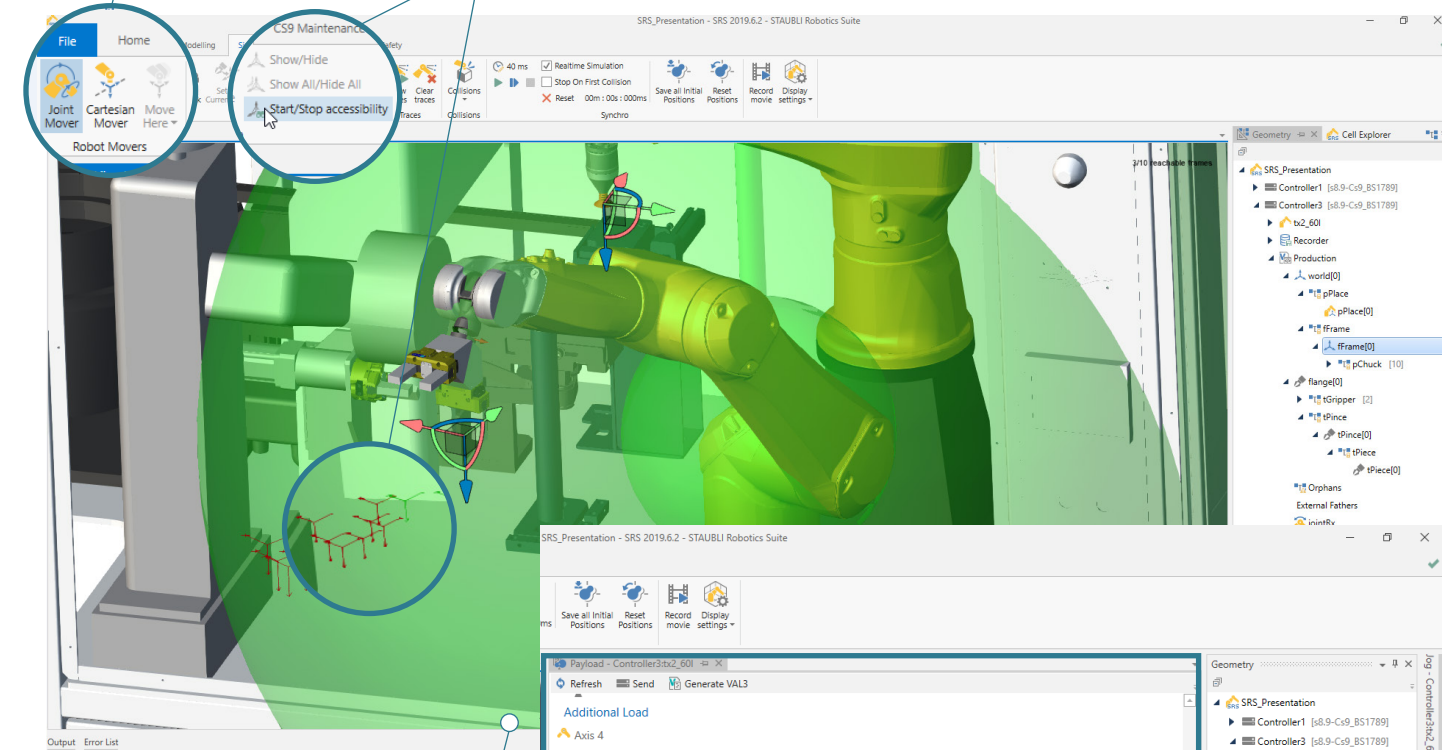 SRS_Presentation - SRS 2019.6.2 - STAUBLI Robotics Suite
File
Home
odelling
CS9 Maintenance
fety
Joint Mover
Cartesian Mover
Move Here
Robot Movers
Show/Hide
Show All/Hide All
Start/Stop accessibility
Clear traces
Traces
Collisions
Collisions
40 ms
Realtime Simulation
Stop On First Collision
Reset
00m : 00s : 000ms
Synchro
Save all Initial Positions
Reset Positions
Record movie
Display settings
3/10 reachable frames
Geometry
Cell Explorer
SRS_Presentation
Controller1 [s8.9-Cs9_BS1789]
Controller3 [s8.9-Cs9_BS1789]
tx2_60l
Recorder
Production
world[0]
pPlace
pPlace[0]
fFrame
fFrame[0]
pChuck [10]
flange[0]
tGripper [2]
tPince
tPince[0]
tPiece
tPiece[0]
Orphans
External Fathers
jointRx
SRS_Presentation - SRS 2019.6.2 - STAUBLI Robotics Suite
ms
Save all Initial Positions
Reset Positions
Record movie
Display settings
Payload - Controller3:tx2_60l
Refresh
Send
Generate VAL3
Additional Load
Axis 4
Geometry
SRS_Presentation
Controller1 [s8.9-Cs9_BS1789]
Controller3 [s8.9-Cs9_BS1789]
Jog - Controller3:tx2_60
Output
Error List